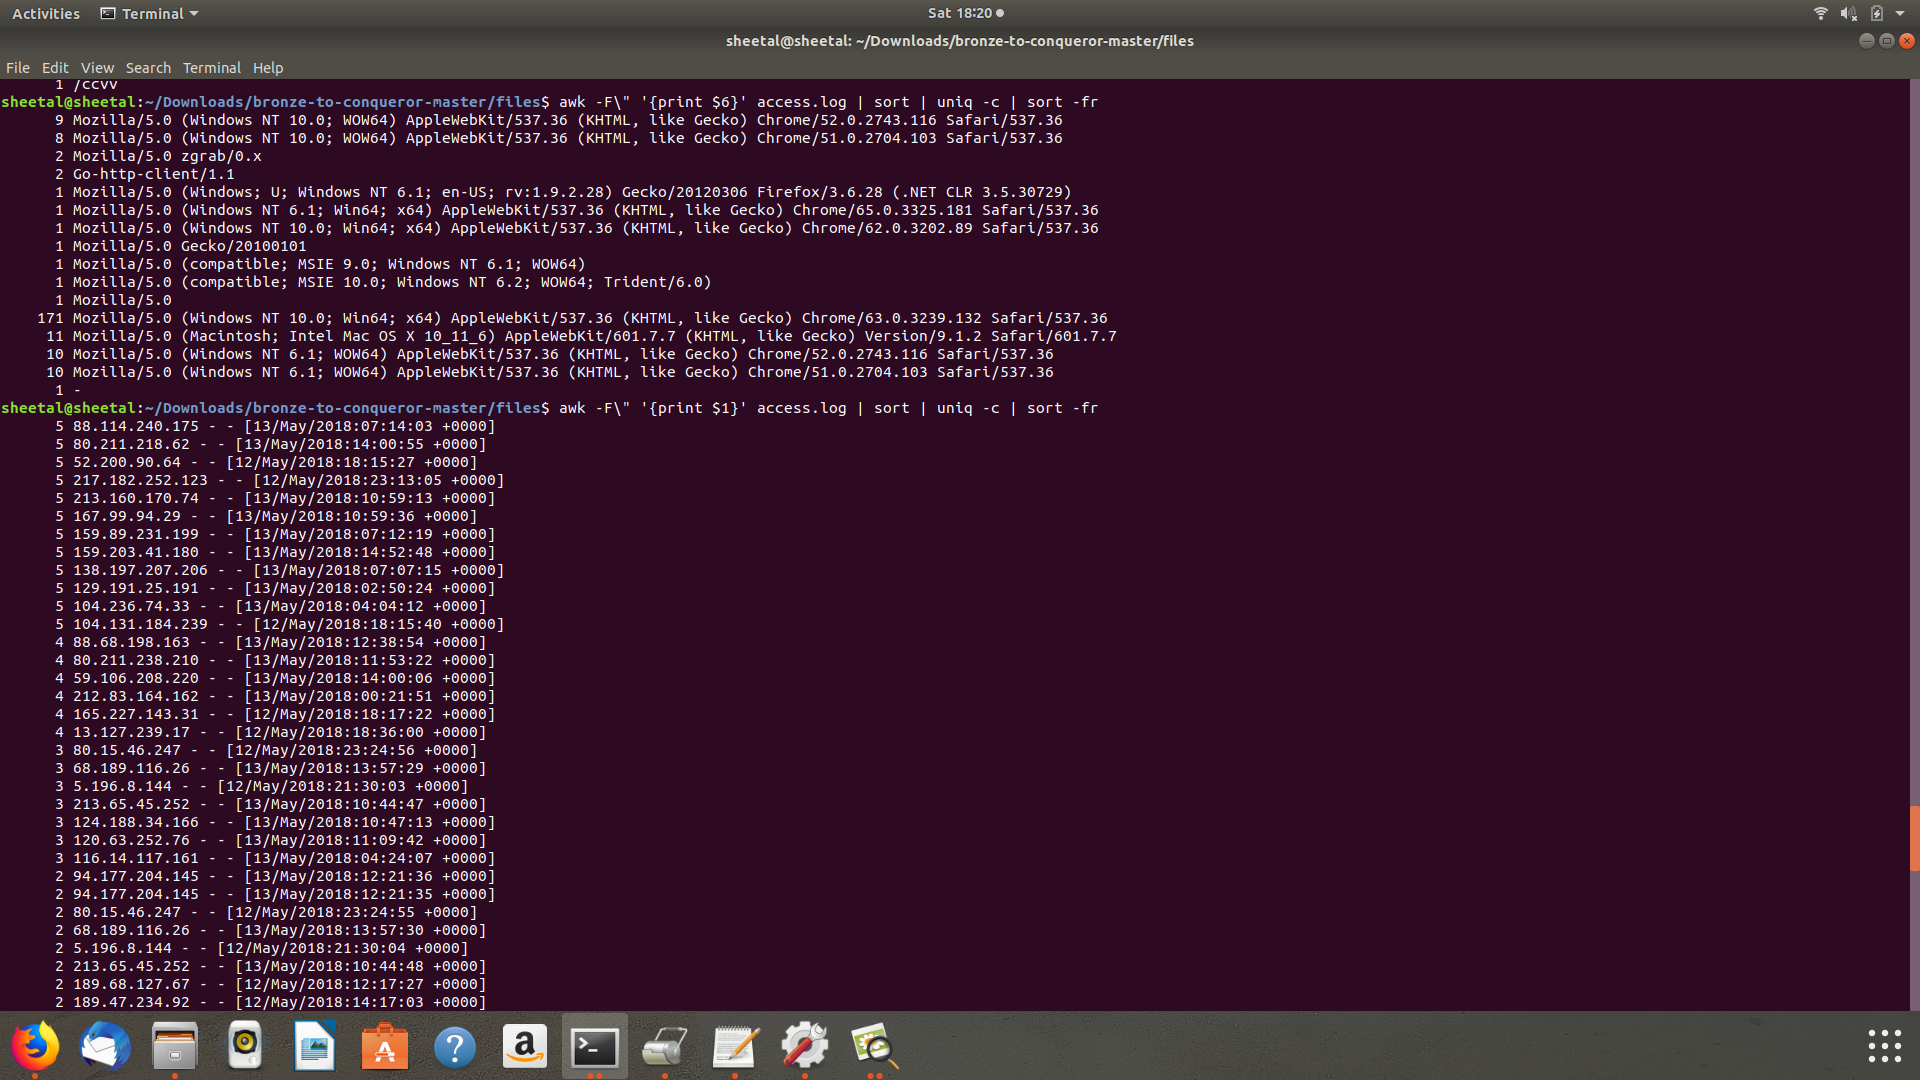 Activities Terminal Sat 18:20
sheetal@sheetal: ~/Downloads/bronze-to-conqueror-master/files
File Edit View Search Terminal Help
1 /ccvv
sheetal@sheetal:~/Downloads/bronze-to-conqueror-master/files$ awk -F\" '{print $6}' access.log | sort | uniq -c | sort -fr
9 Mozilla/5.0 (Windows NT 10.0; WOW64) AppleWebKit/537.36 (KHTML, like Gecko) Chrome/52.0.2743.116 Safari/537.36
8 Mozilla/5.0 (Windows NT 10.0; WOW64) AppleWebKit/537.36 (KHTML, like Gecko) Chrome/51.0.2704.103 Safari/537.36
2 Mozilla/5.0 zgrab/0.x
2 Go-http-client/1.1
1 Mozilla/5.0 (Windows; U; Windows NT 6.1; en-US; rv:1.9.2.28) Gecko/20120306 Firefox/3.6.28 (.NET CLR 3.5.30729)
1 Mozilla/5.0 (Windows NT 6.1; Win64; x64) AppleWebKit/537.36 (KHTML, like Gecko) Chrome/65.0.3325.181 Safari/537.36
1 Mozilla/5.0 (Windows NT 10.0; Win64; x64) AppleWebKit/537.36 (KHTML, like Gecko) Chrome/62.0.3202.89 Safari/537.36
1 Mozilla/5.0 Gecko/20100101
1 Mozilla/5.0 (compatible; MSIE 9.0; Windows NT 6.1; WOW64)
1 Mozilla/5.0 (compatible; MSIE 10.0; Windows NT 6.2; WOW64; Trident/6.0)
1 Mozilla/5.0
171 Mozilla/5.0 (Windows NT 10.0; Win64; x64) AppleWebKit/537.36 (KHTML, like Gecko) Chrome/63.0.3239.132 Safari/537.36
11 Mozilla/5.0 (Macintosh; Intel Mac OS X 10_11_6) AppleWebKit/601.7.7 (KHTML, like Gecko) Version/9.1.2 Safari/601.7.7
10 Mozilla/5.0 (Windows NT 6.1; WOW64) AppleWebKit/537.36 (KHTML, like Gecko) Chrome/52.0.2743.116 Safari/537.36
10 Mozilla/5.0 (Windows NT 6.1; WOW64) AppleWebKit/537.36 (KHTML, like Gecko) Chrome/51.0.2704.103 Safari/537.36
1 -
sheetal@sheetal:~/Downloads/bronze-to-conqueror-master/files$ awk -F\" '{print $1}' access.log | sort | uniq -c | sort -fr
5 88.114.240.175 - - [13/May/2018:07:14:03 +0000]
5 80.211.218.62 - - [13/May/2018:14:00:55 +0000]
5 52.200.90.64 - - [12/May/2018:18:15:27 +0000]
5 217.182.252.123 - - [12/May/2018:23:13:05 +0000]
5 213.160.170.74 - - [13/May/2018:10:59:13 +0000]
5 167.99.94.29 - - [13/May/2018:10:59:36 +0000]
5 159.89.231.199 - - [13/May/2018:07:12:19 +0000]
5 159.203.41.180 - - [13/May/2018:14:52:48 +0000]
5 138.197.207.206 - - [13/May/2018:07:07:15 +0000]
5 129.191.25.191 - - [13/May/2018:02:50:24 +0000]
5 104.236.74.33 - - [13/May/2018:04:04:12 +0000]
5 104.131.184.239 - - [12/May/2018:18:15:40 +0000]
4 88.68.198.163 - - [13/May/2018:12:38:54 +0000]
4 80.211.238.210 - - [13/May/2018:11:53:22 +0000]
4 59.106.208.220 - - [13/May/2018:14:00:06 +0000]
4 212.83.164.162 - - [13/May/2018:00:21:51 +0000]
4 165.227.143.31 - - [12/May/2018:18:17:22 +0000]
4 13.127.239.17 - - [12/May/2018:18:36:00 +0000]
3 80.15.46.247 - - [12/May/2018:23:24:56 +0000]
3 68.189.116.26 - - [13/May/2018:13:57:29 +0000]
3 5.196.8.144 - - [12/May/2018:21:30:03 +0000]
3 213.65.45.252 - - [13/May/2018:10:44:47 +0000]
3 124.188.34.166 - - [13/May/2018:10:47:13 +0000]
3 120.63.252.76 - - [13/May/2018:11:09:42 +0000]
3 116.14.117.161 - - [13/May/2018:04:24:07 +0000]
2 94.177.204.145 - - [13/May/2018:12:21:36 +0000]
2 94.177.204.145 - - [13/May/2018:12:21:35 +0000]
2 80.15.46.247 - - [12/May/2018:23:24:55 +0000]
2 68.189.116.26 - - [13/May/2018:13:57:30 +0000]
2 5.196.8.144 - - [12/May/2018:21:30:04 +0000]
2 213.65.45.252 - - [13/May/2018:10:44:48 +0000]
2 189.68.127.67 - - [12/May/2018:12:17:27 +0000]
2 189.47.234.92 - - [12/May/2018:14:17:03 +0000]